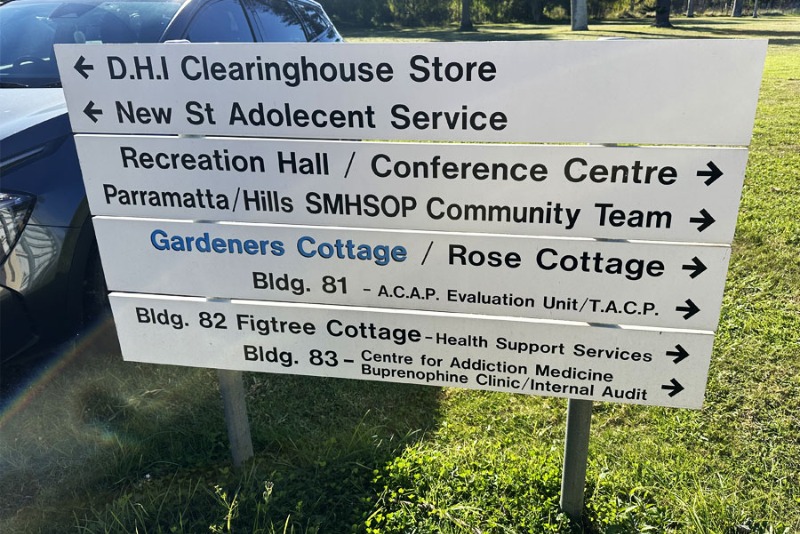 ← D.H.I Clearinghouse Store
← New St Adolecent Service
Recreation Hall / Conference Centre →
Parramatta/Hills SMHSOP Community Team →
Gardeners Cottage / Rose Cottage →
Bldg. 81 - A.C.A.P. Evaluation Unit/T.A.C.P. →
Bldg. 82 Figtree Cottage - Health Support Services →
Bldg. 83 - Centre for Addiction Medicine
Buprenophine Clinic/Internal Audit →